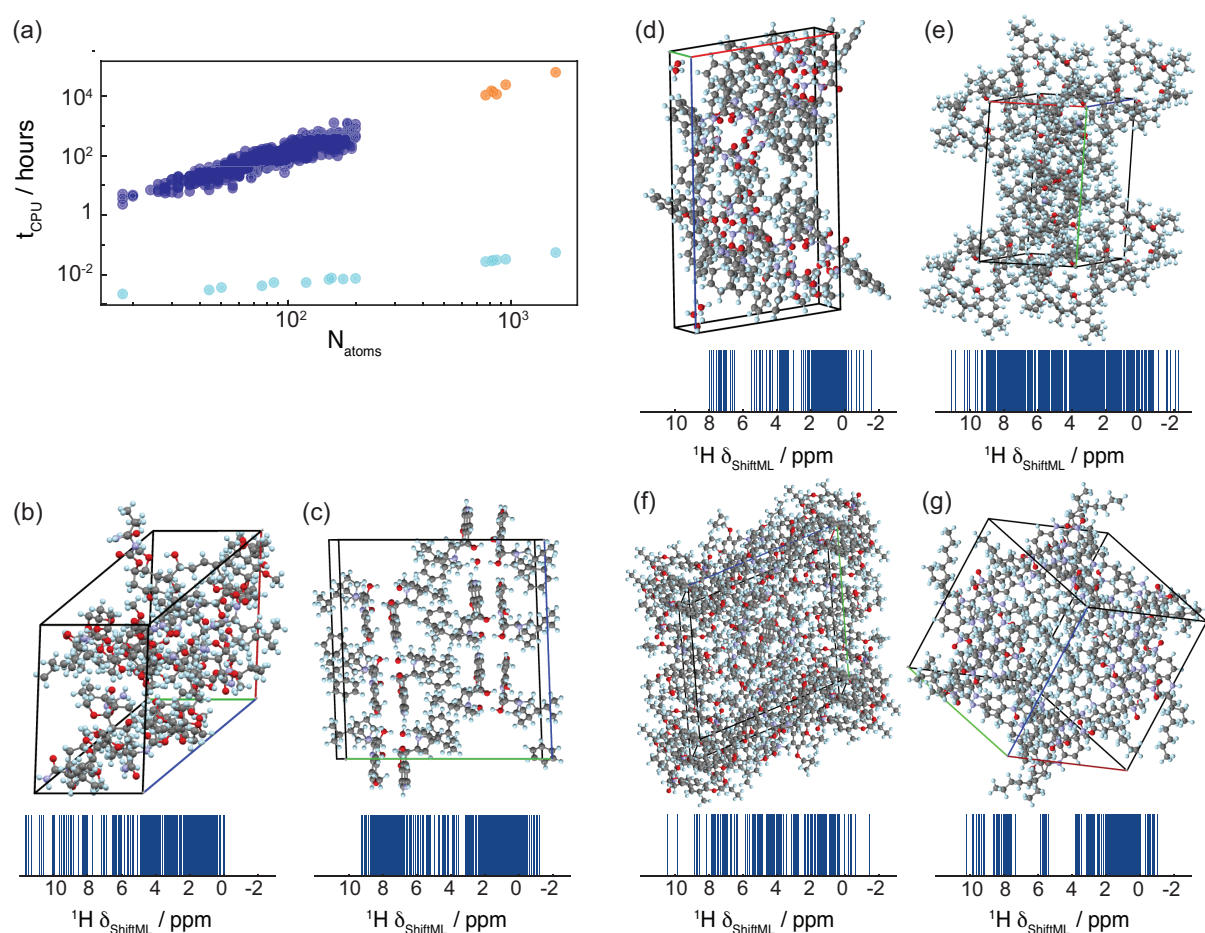 (a)
t_CPU / hours
10^4
10^2
1
10^-2
10^2
10^3
N_atoms
(d)
10 8 6 4 2 0 -2
^1H δ_ShiftML / ppm
(e)
10 8 6 4 2 0 -2
^1H δ_ShiftML / ppm
(b)
10 8 6 4 2 0 -2
^1H δ_ShiftML / ppm
(c)
10 8 6 4 2 0 -2
^1H δ_ShiftML / ppm
(f)
10 8 6 4 2 0 -2
^1H δ_ShiftML / ppm
(g)
10 8 6 4 2 0 -2
^1H δ_ShiftML / ppm